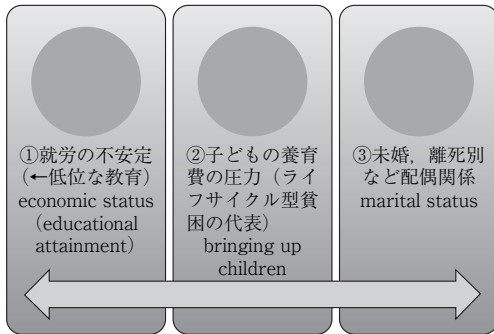 ①就労の不安定
(←低位な教育)
economic status
(educational
attainment)
②子どもの養育
費の圧力(ライ
フサイクル型貧
困の代表)
bringing up
children
③未婚,離死別
など配偶関係
marital status